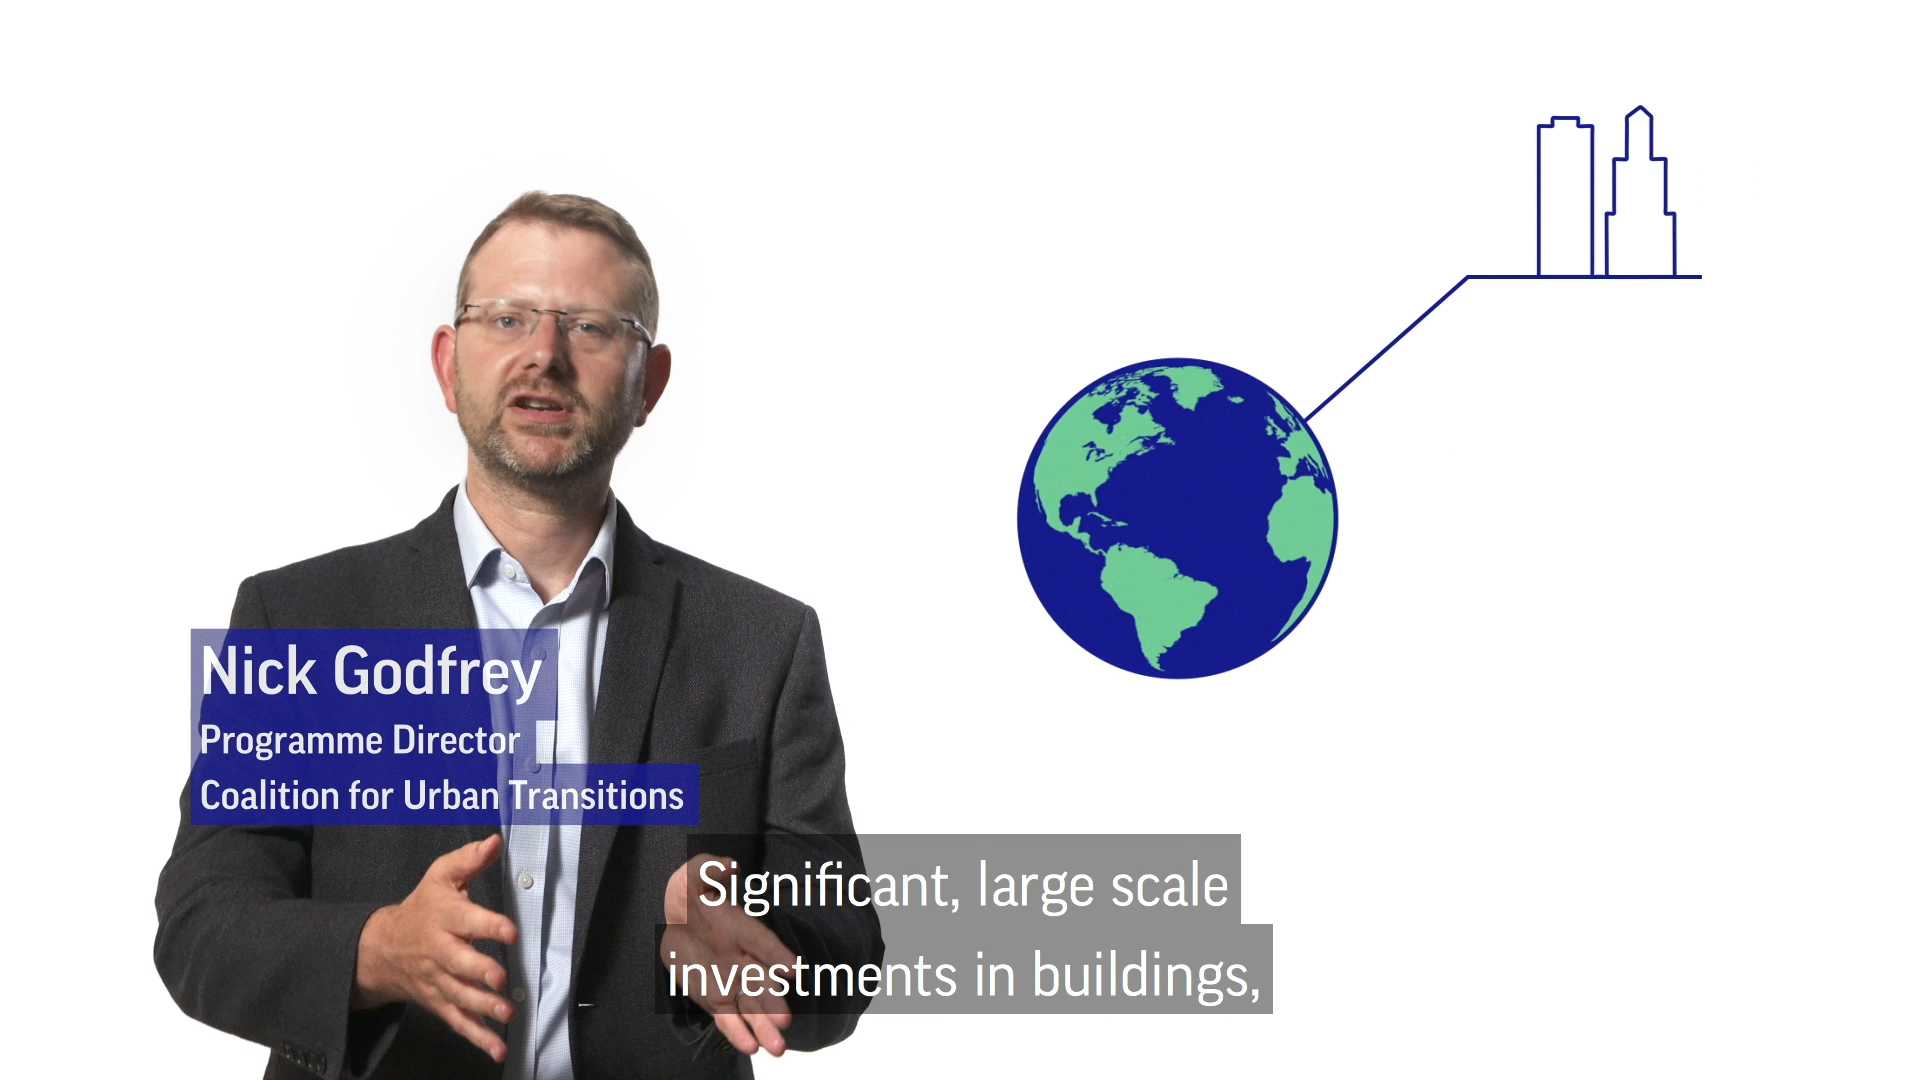 Nick Godfrey
Programme Director
Coalition for Urban Transitions
Significant, large scale
investments in buildings,